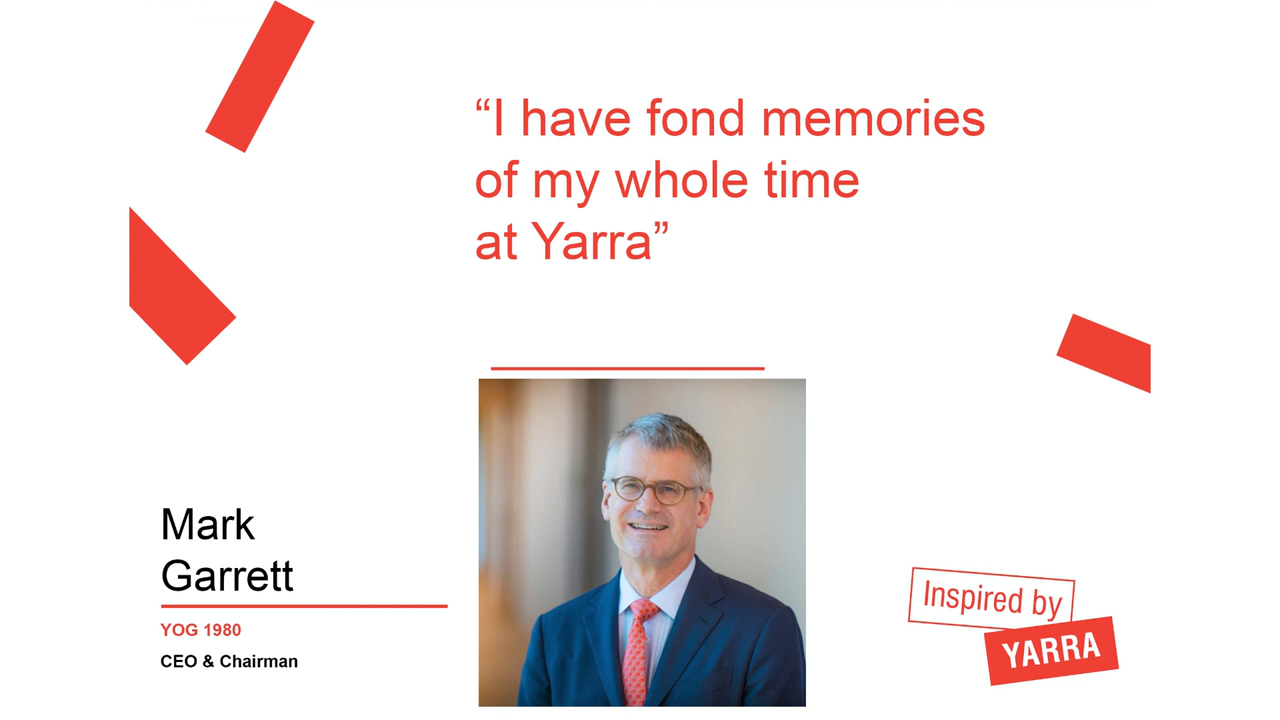 “I have fond memories
of my whole time
at Yarra”
Mark
Garrett
YOG 1980
CEO & Chairman
Inspired by
YARRA